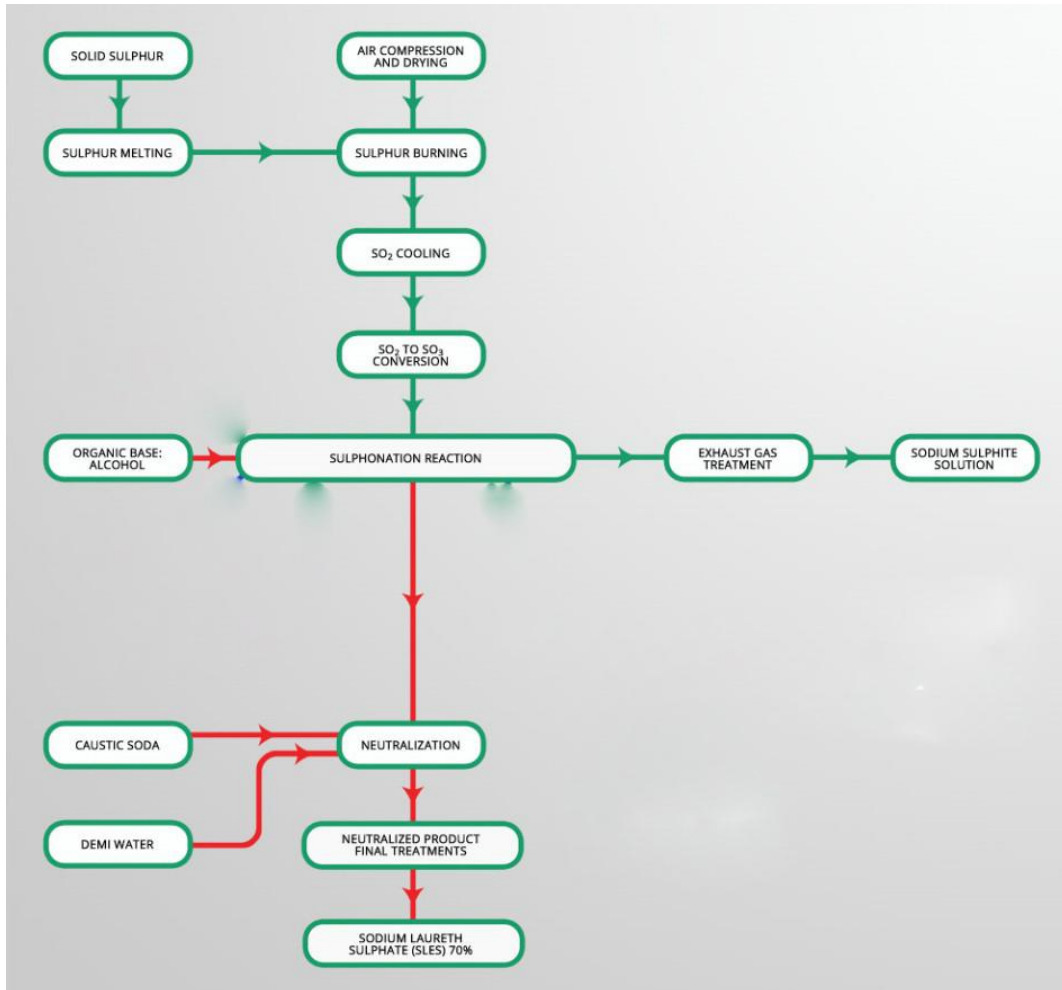 SOLID SULPHUR
AIR COMPRESSION
AND DRYING
SULPHUR MELTING
SULPHUR BURNING
SO₂ COOLING
SO₂ TO SO₃
CONVERSION
ORGANIC BASE:
ALCOHOL
SULPHONATION REACTION
EXHAUST GAS
TREATMENT
SODIUM SULPHITE
SOLUTION
CAUSTIC SODA
NEUTRALIZATION
DEMI WATER
NEUTRALIZED PRODUCT
FINAL TREATMENTS
SODIUM LAURETH
SULPHATE (SLES) 70%